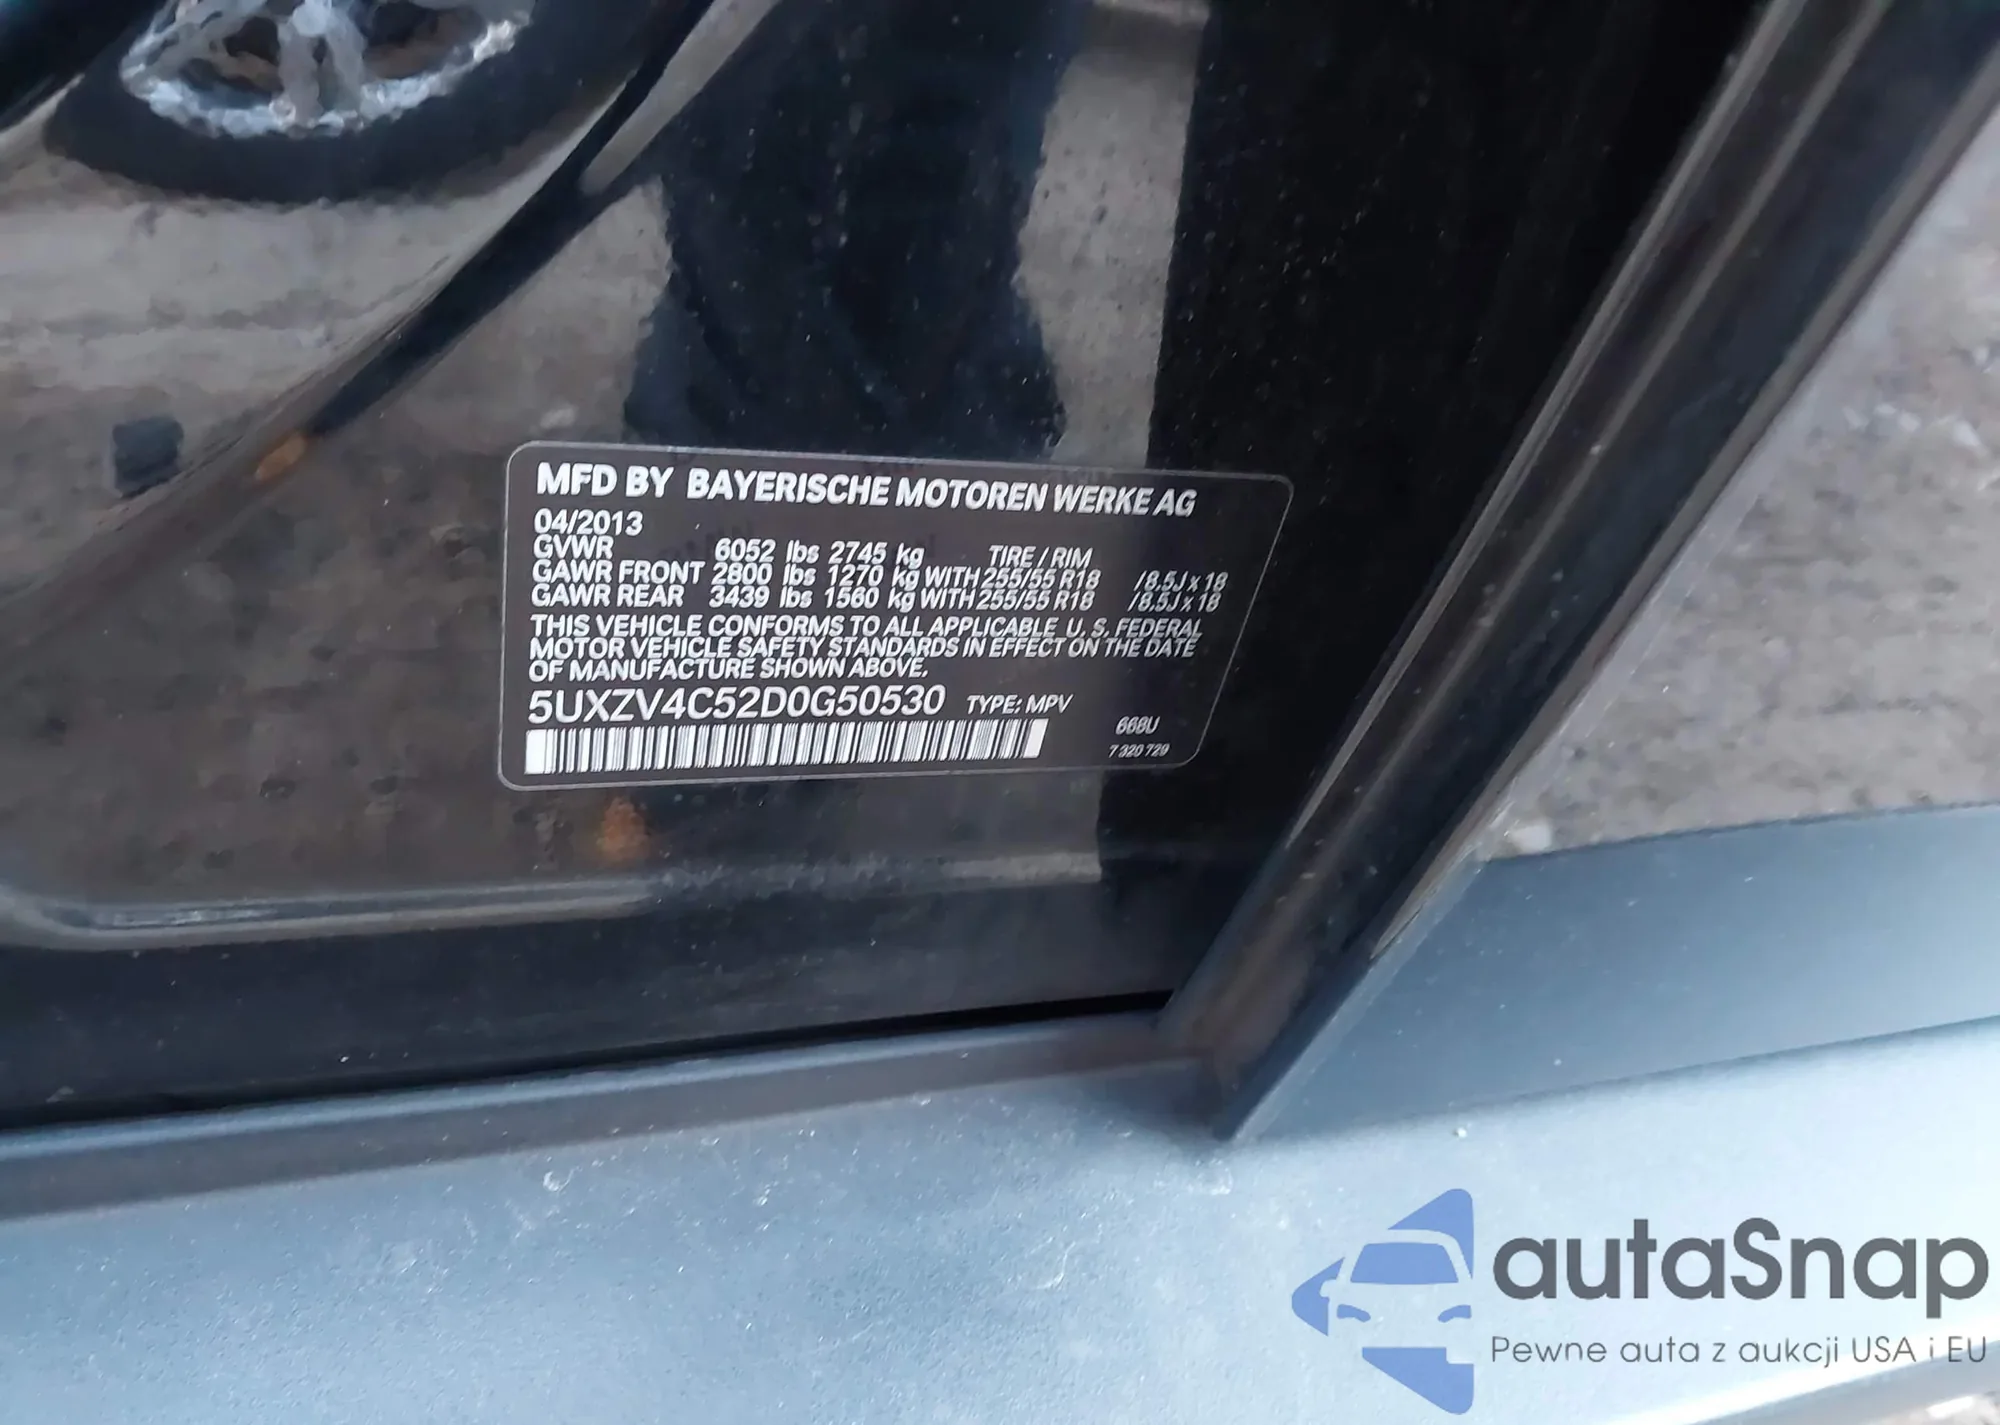 MFD BY BAYERISCHE MOTOREN WERKE AG
04/2013
GVWR 6052 lbs 2745 kg TIRE / RIM
GAWR FRONT 2800 lbs 1270 kg WITH 255/55 R18 /8.5J x 18
GAWR REAR 3439 lbs 1560 kg WITH 255/55 R18 /8.5J x 18
THIS VEHICLE CONFORMS TO ALL APPLICABLE U. S. FEDERAL
MOTOR VEHICLE SAFETY STANDARDS IN EFFECT ON THE DATE
OF MANUFACTURE SHOWN ABOVE.
5UXZV4C52D0G50530 TYPE: MPV
668U
7 320 729
autaSnap
Pewne auta z aukcji USA i EU